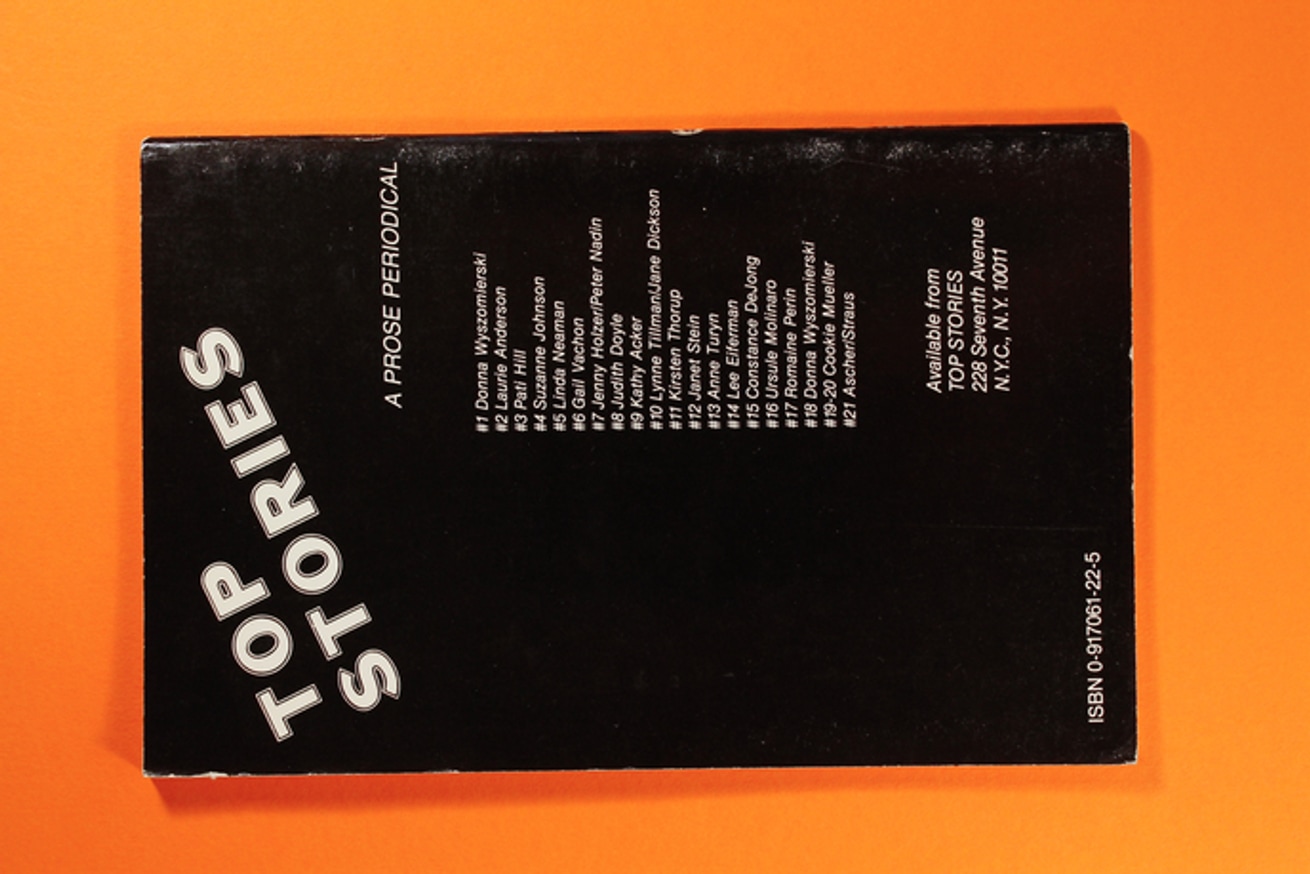 TOP
STORIES
A PROSE PERIODICAL
#1 Donna Wyszomierski
#2 Laurie Anderson
#3 Pati Hill
#4 Suzanne Johnson
#5 Linda Neaman
#6 Gail Vachon
#7 Jenny Holzer/Peter Nadin
#8 Judith Doyle
#9 Kathy Acker
#10 Lynne Tillman/Jane Dickson
#11 Kirsten Thorup
#12 Janet Stein
#13 Anne Turyn
#14 Lee Eiferman
#15 Constance DeJong
#16 Ursule Molinaro
#17 Romaine Perin
#18 Donna Wyszomierski
#19-20 Cookie Mueller
#21 Ascher/Straus
Available from
TOP STORIES
228 Seventh Avenue
N.Y.C., N.Y. 10011
ISBN 0-917061-22-5